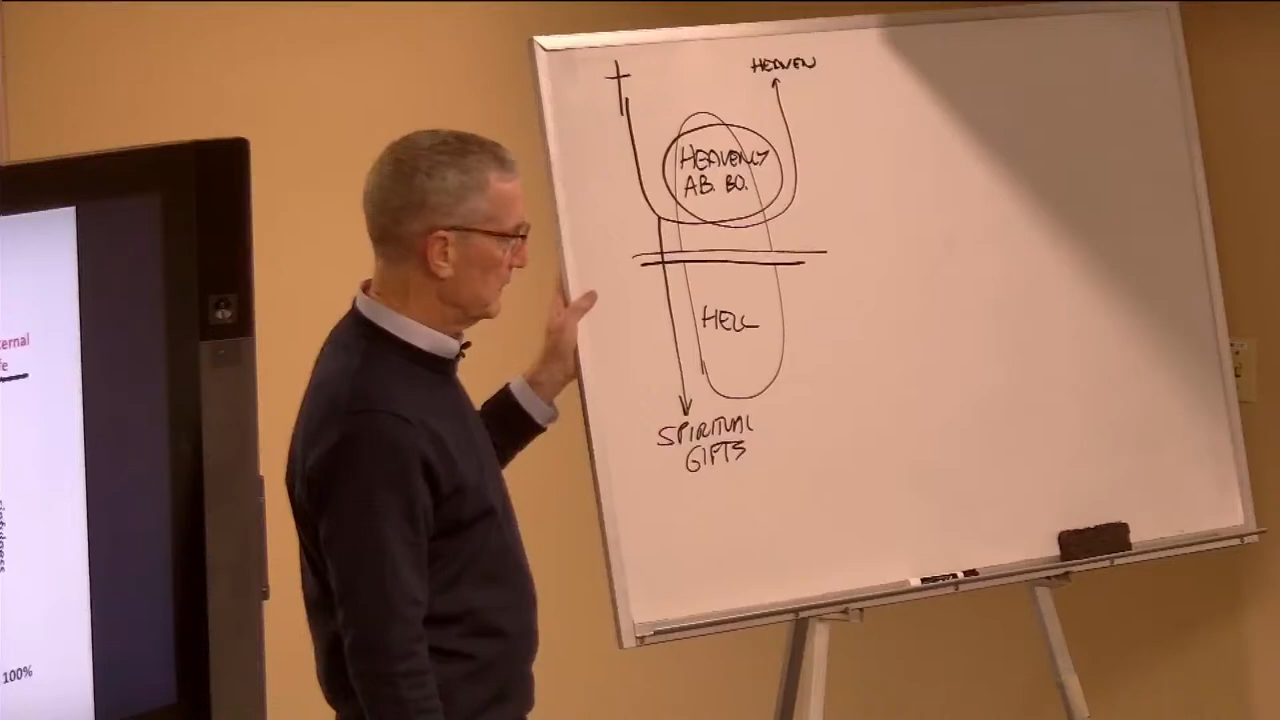 HEAVEN
HEAVENLY
AB. BO.
HELL
SPIRITUAL
GIFTS
ternal
fe
100%